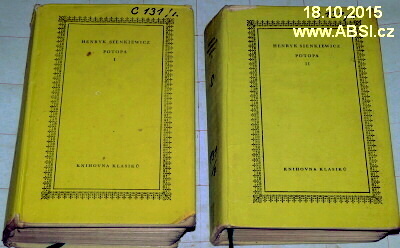 18.10.2015
www.ABSI.cz
C 131/I.
HENRYK SIENKIEWICZ
POTOPA
I
KNIHOVNA KLASIKŮ
HENRYK SIENKIEWICZ
POTOPA
II
KNIHOVNA KLASIKŮ